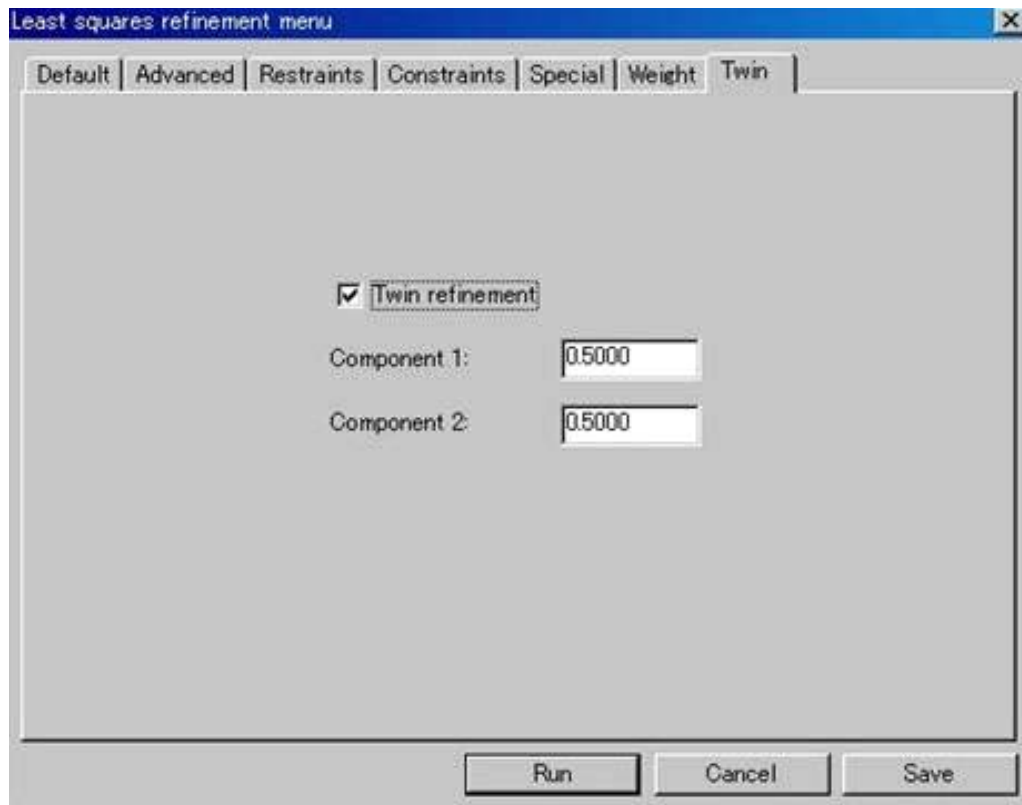 Least squares refinement menu
Default Advanced Restraints Constraints Special Weight Twin
Twin refinement
Component 1: 0.5000
Component 2: 0.5000
Run Cancel Save